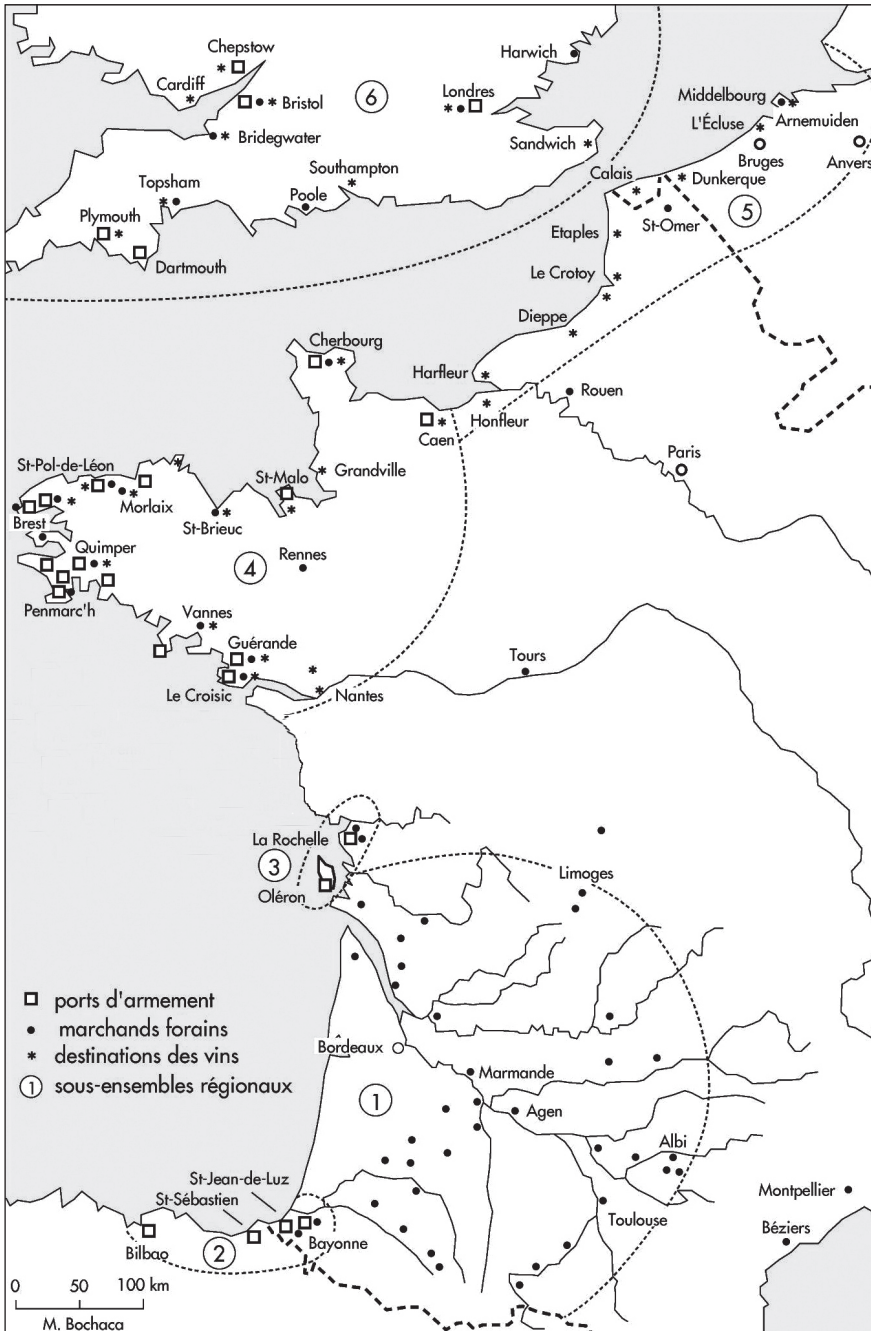 Chepstow
Cardiff
Bristol
Bridegwater
6
Londres
Harwich
Sandwich
Southampton
Topsham
Poole
Plymouth
Dartmouth
Middelbourg
Arnemuiden
L'Écluse
Bruges
Anvers
Calais
Dunkerque
5
St-Omer
Etaples
Le Crotoy
Dieppe
Cherbourg
Harfleur
Honfleur
Rouen
Caen
Paris
Grandville
St-Malo
St-Pol-de-Léon
Morlaix
St-Brieuc
Brest
Quimper
Rennes
4
Penmarc'h
Vannes
Guérande
Le Croisic
Nantes
Tours
La Rochelle
3
Oléron
Limoges
ports d'armement
marchands forains
destinations des vins
1 sous-ensembles régionaux
Bordeaux
Marmande
1
Agen
Albi
Montpellier
Toulouse
Béziers
St-Jean-de-Luz
St-Sébastien
Bayonne
Bilbao
2
0 50 100 km
M. Bochaca